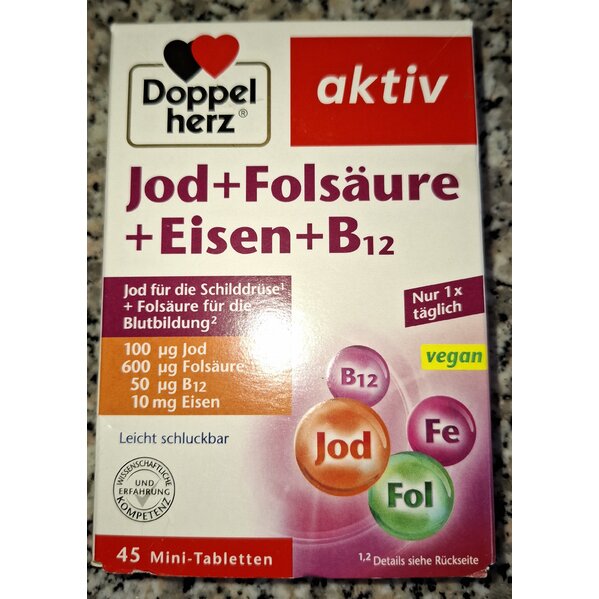 Doppel
herz®
aktiv
Jod+Folsäure
+Eisen+B12
Jod für die Schilddrüse¹
+ Folsäure für die
Blutbildung²
Nur 1x
täglich
100 µg Jod
600 µg Folsäure
50 µg B12
10 mg Eisen
vegan
B12
Jod
Fe
Fol
Leicht schluckbar
WISSENSCHAFTLICHE
UND
ERFAHRUNG
KOMPETENZ
45 Mini-Tabletten
1,2 Details siehe Rückseite